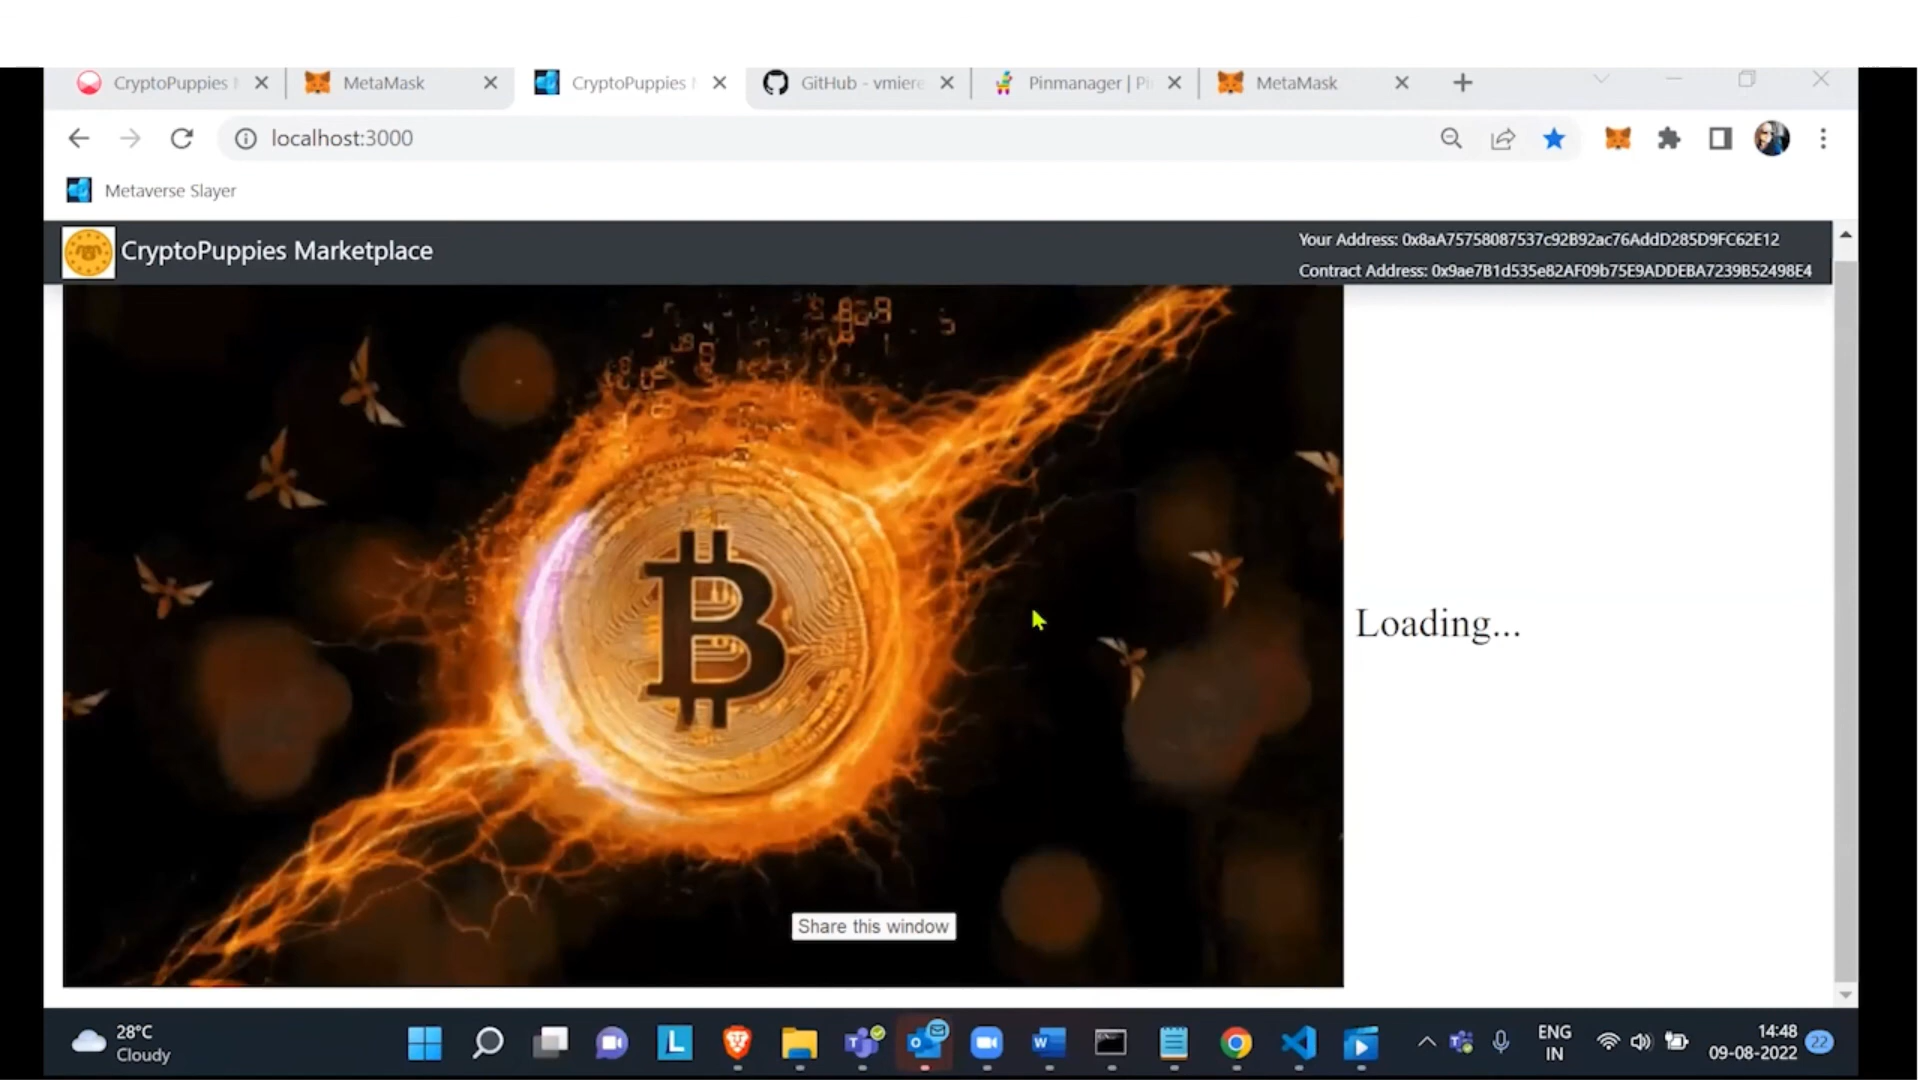 CryptoPuppies
MetaMask
CryptoPuppies
GitHub - vmiere
Pinmanager | Pi
MetaMask
localhost:3000
Metaverse Slayer
CryptoPuppies Marketplace
Your Address: 0x8aA75758087537c92B92ac76AddD285D9FC62E12
Contract Address: 0x9ae7B1d535e82AF09b75E9ADDEBA7239B52498E4
Loading...
Share this window
28°C
Cloudy
ENG
IN
14:48
09-08-2022
22